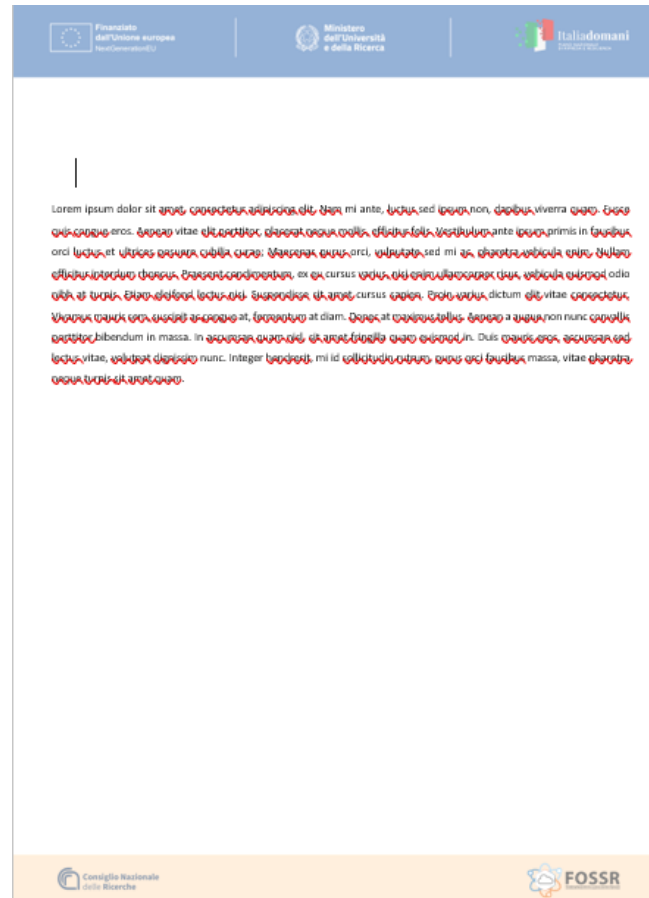 Finanziato
dall'Unione europea
NextGenerationEU
Ministero
dell'Università
e della Ricerca
Italiadomani
Lorem ipsum dolor sit amet, consectetur adipiscing elit. Nam mi ante, luctus sed ipsum non, dapibus viverra quam. Fusce
quis congue eros. Aenean vitae elit porttitor, placerat neque mollis, efficitur felis. Vestibulum ante ipsum primis in faucibus
orci luctus et ultrices posuere cubilia curae; Maecenas purus orci, vulputate sed mi ac, pharetra vehicula enim. Nullam
efficitur interdum rhoncus. Praesent condimentum, ex eu cursus varius, nisi enim ullamcorper risus, vehicula euismod odio
nibh at turpis. Etiam eleifend lectus nisi. Suspendisse sit amet cursus sapien. Proin varius dictum elit, vitae consectetur.
Vivamus mauris sem, suscipit ac congue at, fermentum at diam. Donec at maximus tellus. Aenean a augue non nunc convallis
porttitor bibendum in massa. In accumsan quam nisl, sit amet fringilla quam euismod in. Duis mauris eros, accumsan sed
lectus vitae, volutpat dignissim nunc. Integer hendrerit, mi id sollicitudin rutrum, purus orci faucibus massa, vitae pharetra
neque turpis sit amet quam.
Consiglio Nazionale
delle Ricerche
FOSSR